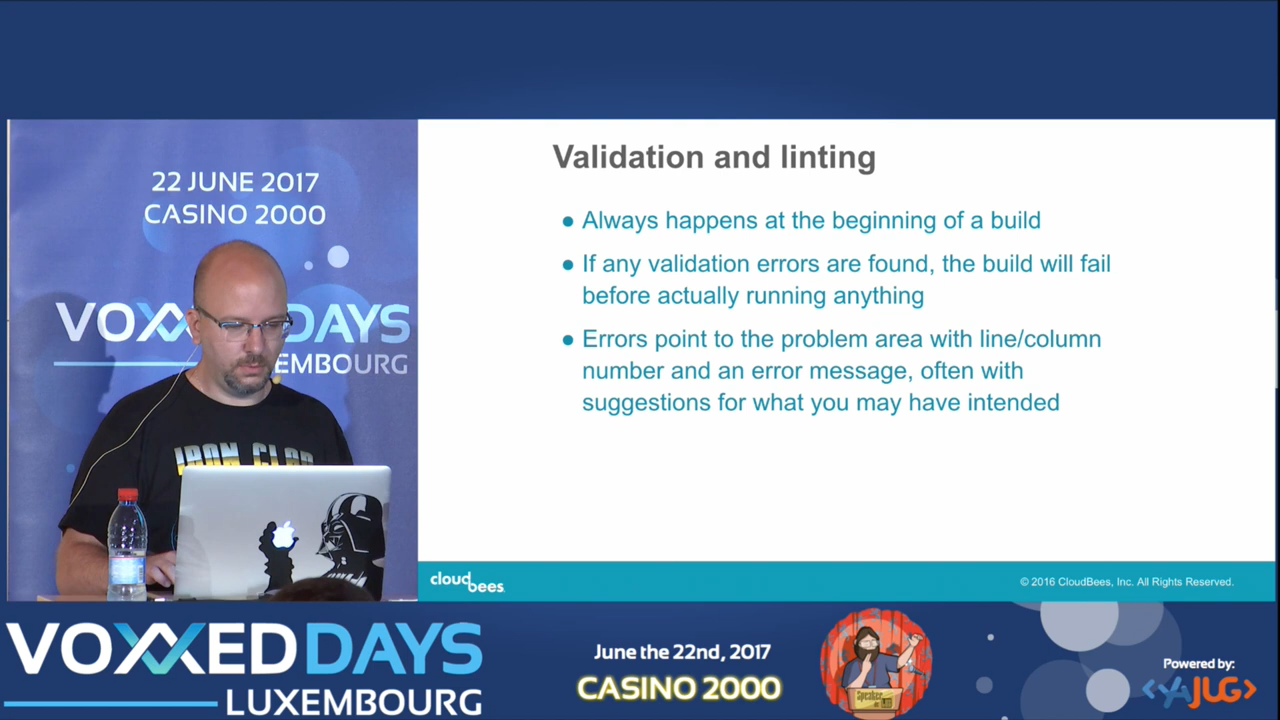 22 JUNE 2017
CASINO 2000
DAYS
EMBOURG
IRON
Validation and linting
● Always happens at the beginning of a build
● If any validation errors are found, the build will fail
before actually running anything
● Errors point to the problem area with line/column
number and an error message, often with
suggestions for what you may have intended
cloudbees
© 2016 CloudBees, Inc. All Rights Reserved.
VOXXED DAYS
LUXEMBOURG
June the 22nd, 2017
CASINO 2000
Speaker
Powered by:
<YAJUG>